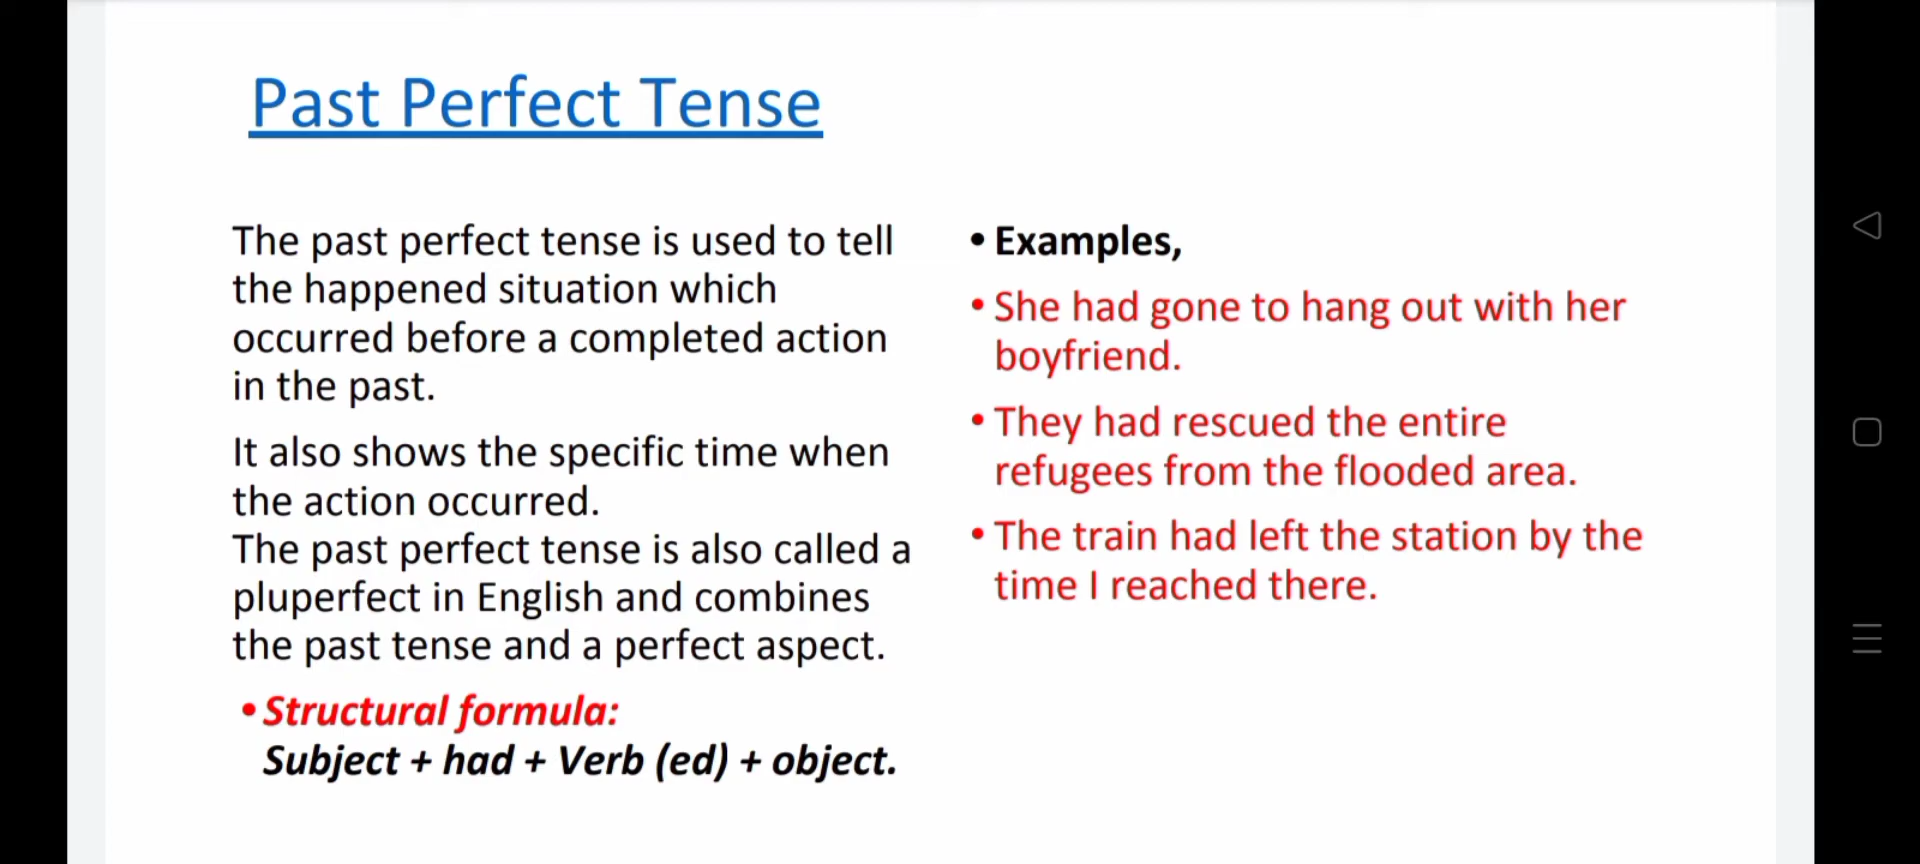 Past Perfect Tense
The past perfect tense is used to tell
the happened situation which
occurred before a completed action
in the past.
It also shows the specific time when
the action occurred.
The past perfect tense is also called a
pluperfect in English and combines
the past tense and a perfect aspect.
• Structural formula:
Subject + had + Verb (ed) + object.
• Examples,
• She had gone to hang out with her
boyfriend.
• They had rescued the entire
refugees from the flooded area.
• The train had left the station by the
time I reached there.